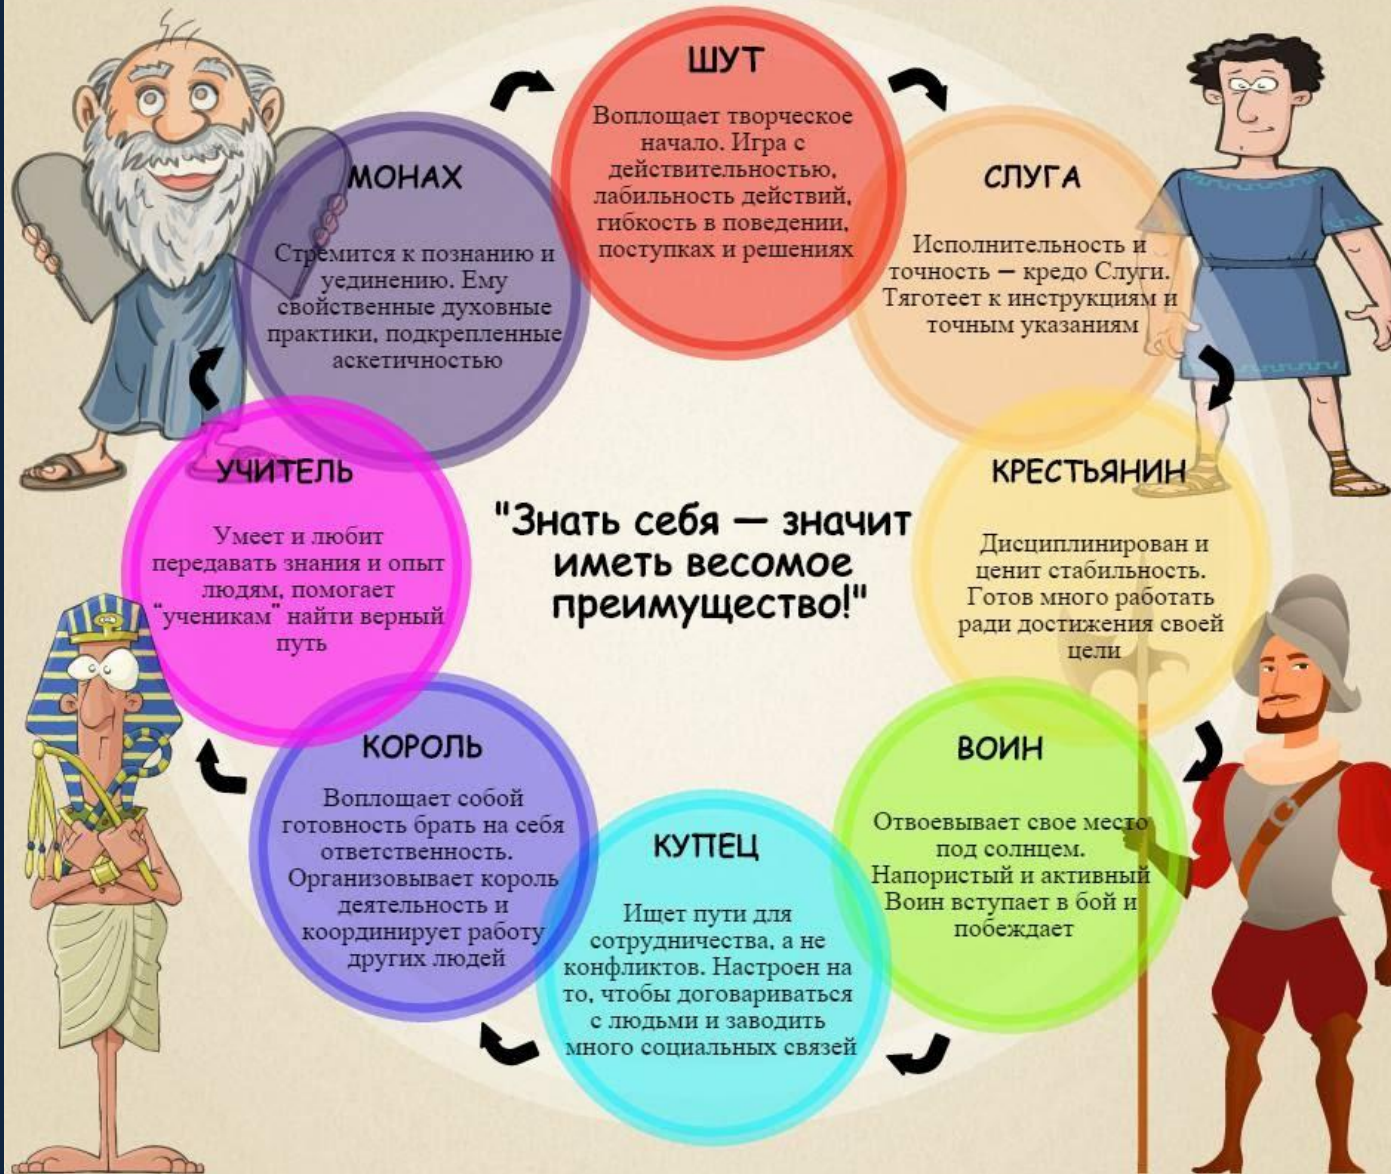 ШУТ
Воплощает творческое
начало. Игра с
действительностью,
лабильность действий,
гибкость в поведении,
поступках и решениях
СЛУГА
Исполнительность и
точность — кредо Слуги.
Тяготеет к инструкциям и
точным указаниям
КРЕСТЬЯНИН
Дисциплинирован и
ценит стабильность.
Готов много работать
ради достижения своей
цели
ВОИН
Отвоевывает свое место
под солнцем.
Напористый и активный
Воин вступает в бой и
побеждает
КУПЕЦ
Ищет пути для
сотрудничества, а не
конфликтов. Настроен на
то, чтобы договариваться
с людьми и заводить
много социальных связей
КОРОЛЬ
Воплощает собой
готовность брать на себя
ответственность.
Организовывает король
деятельность и
координирует работу
других людей
УЧИТЕЛЬ
Умеет и любит
передавать знания и опыт
людям, помогает
"ученикам" найти верный
путь
МОНАХ
Стремится к познанию и
уединению. Ему
свойственные духовные
практики, подкрепленные
аскетичностью
"Знать себя — значит
иметь весомое
преимущество!"